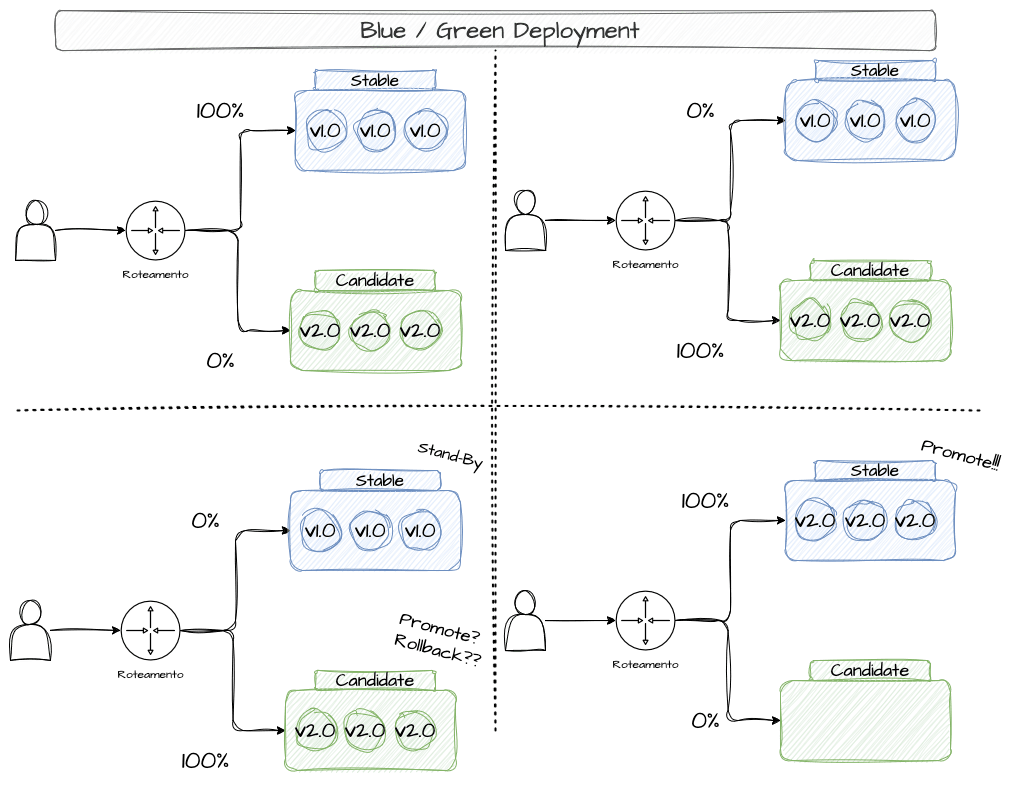 Blue / Green Deployment
Stable
100%
v1.0 v1.0 v1.0
Roteamento
Candidate
v2.0 v2.0 v2.0
0%
Stable
0%
v1.0 v1.0 v1.0
Roteamento
Candidate
v2.0 v2.0 v2.0
100%
Stand-By
Stable
0%
v1.0 v1.0 v1.0
Promote?
Rollback??
Roteamento
Candidate
v2.0 v2.0 v2.0
100%
Promote!!!
Stable
100%
v2.0 v2.0 v2.0
Roteamento
Candidate
0%